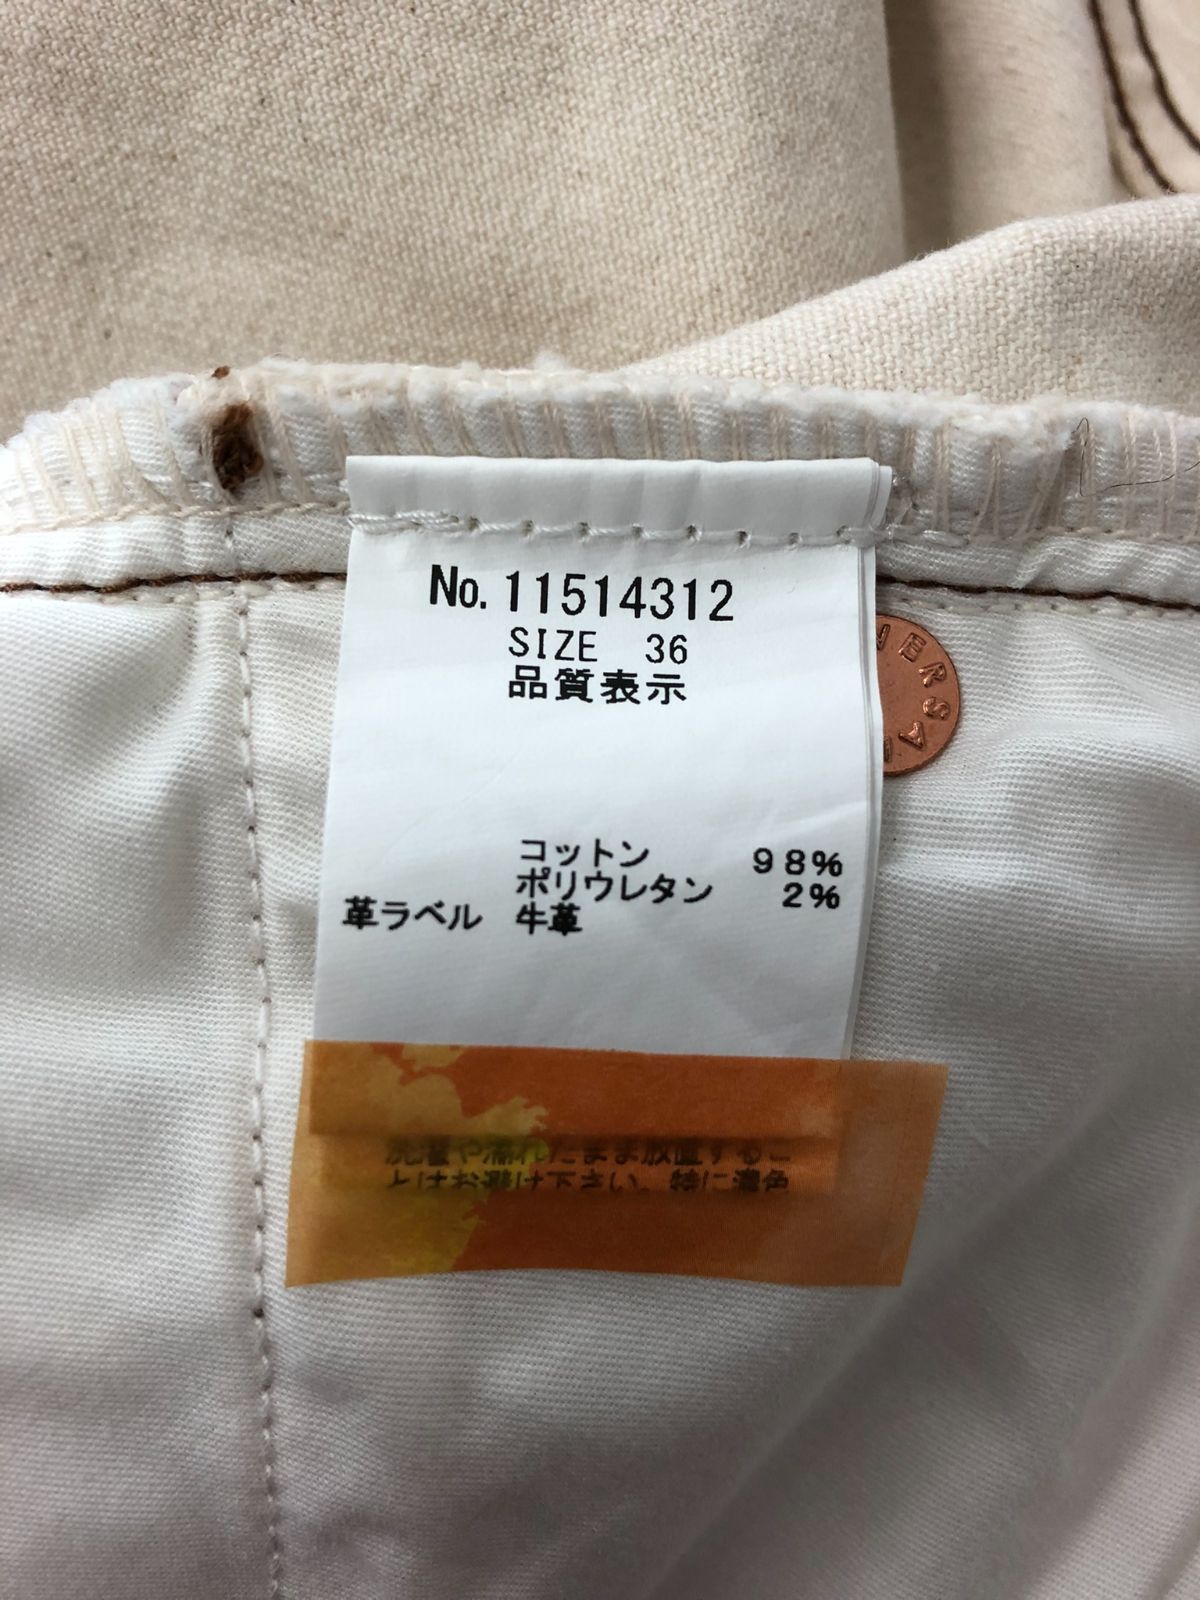 No. 11514312
SIZE 36
品質表示
コットン 98%
ポリウレタン 2%
革ラベル 牛革
洗濯や濡れたまま放置するこ
とはお避け下さい。特に濃色